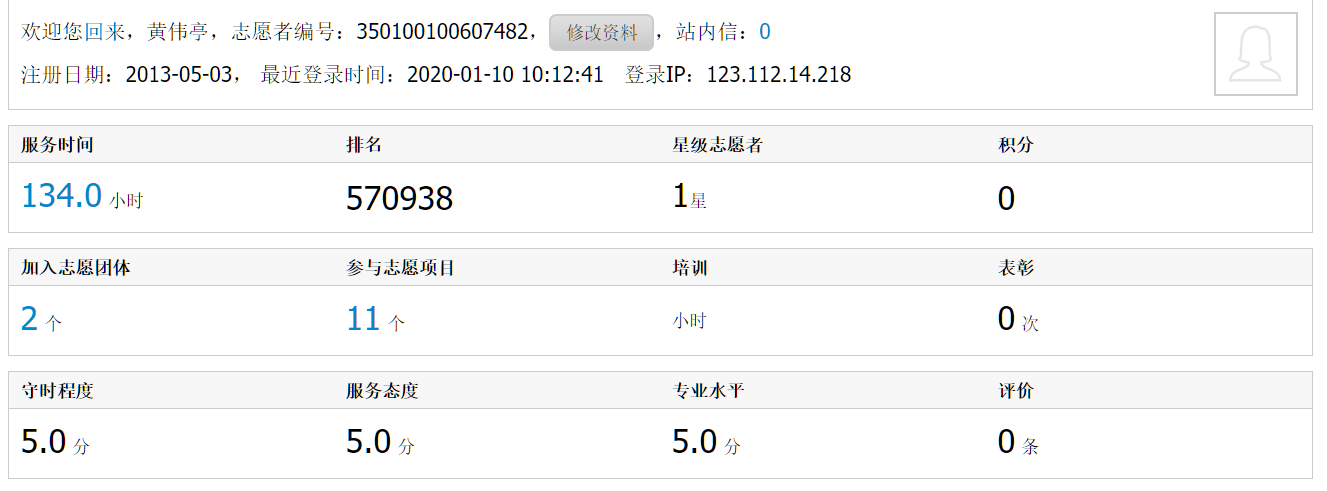 欢迎您回来，黄伟亭，志愿者编号：350100100607482，修改资料，站内信：0
注册日期：2013-05-03， 最近登录时间：2020-01-10 10:12:41 登录IP：123.112.14.218
服务时间 排名 星级志愿者 积分
134.0 小时 570938 1星 0
加入志愿团体 参与志愿项目 培训 表彰
2 个 11 个 小时 0 次
守时程度 服务态度 专业水平 评价
5.0 分 5.0 分 5.0 分 0 条